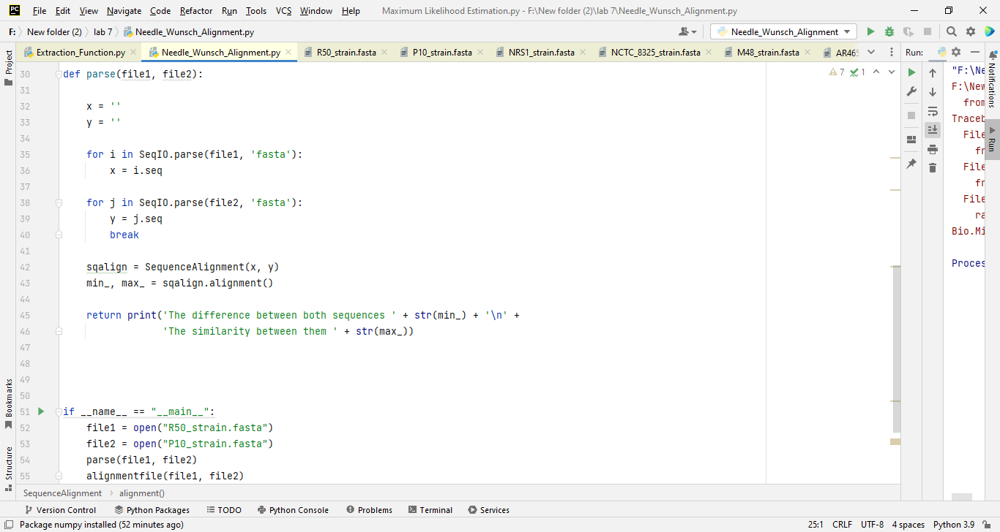 PC File Edit View Navigate Code Refactor Run Tools VCS Window Help Maximum Likelihood Estimation.py - F:\New folder (2)\lab 7\Needle_Wunsch_Alignment.py
F: New folder (2) lab 7 Needle_Wunsch_Alignment.py Needle_Wunsch_Alignment
Extraction_Function.py Needle_Wunsch_Alignment.py R50_strain.fasta P10_strain.fasta NRS1_strain.fasta NCTC_8325_strain.fasta M48_strain.fasta AR465 Run:
Project
Bookmarks
Structure
30 def parse(file1, file2):
31
32 x = ''
33 y = ''
34
35 for i in SeqIO.parse(file1, 'fasta'):
36 x = i.seq
37
38 for j in SeqIO.parse(file2, 'fasta'):
39 y = j.seq
40 break
41
42 sqalign = SequenceAlignment(x, y)
43 min_, max_ = sqalign.alignment()
44
45 return print('The difference between both sequences ' + str(min_) + '\n' +
46 'The similarity between them ' + str(max_))
47
48
49
50
51 if __name__ == "__main__":
52 file1 = open("R50_strain.fasta")
53 file2 = open("P10_strain.fasta")
54 parse(file1, file2)
55 alignmentfile(file1, file2)
7 1
"F:\Ne
F:\New
from
Traceb
File
fr
File
fr
File
ra
Bio.Mi
Proces
Notifications
Run
SequenceAlignment alignment()
Version Control Python Packages TODO Python Console Problems Terminal Services
Package numpy installed (52 minutes ago) 25:1 CRLF UTF-8 4 spaces Python 3.9